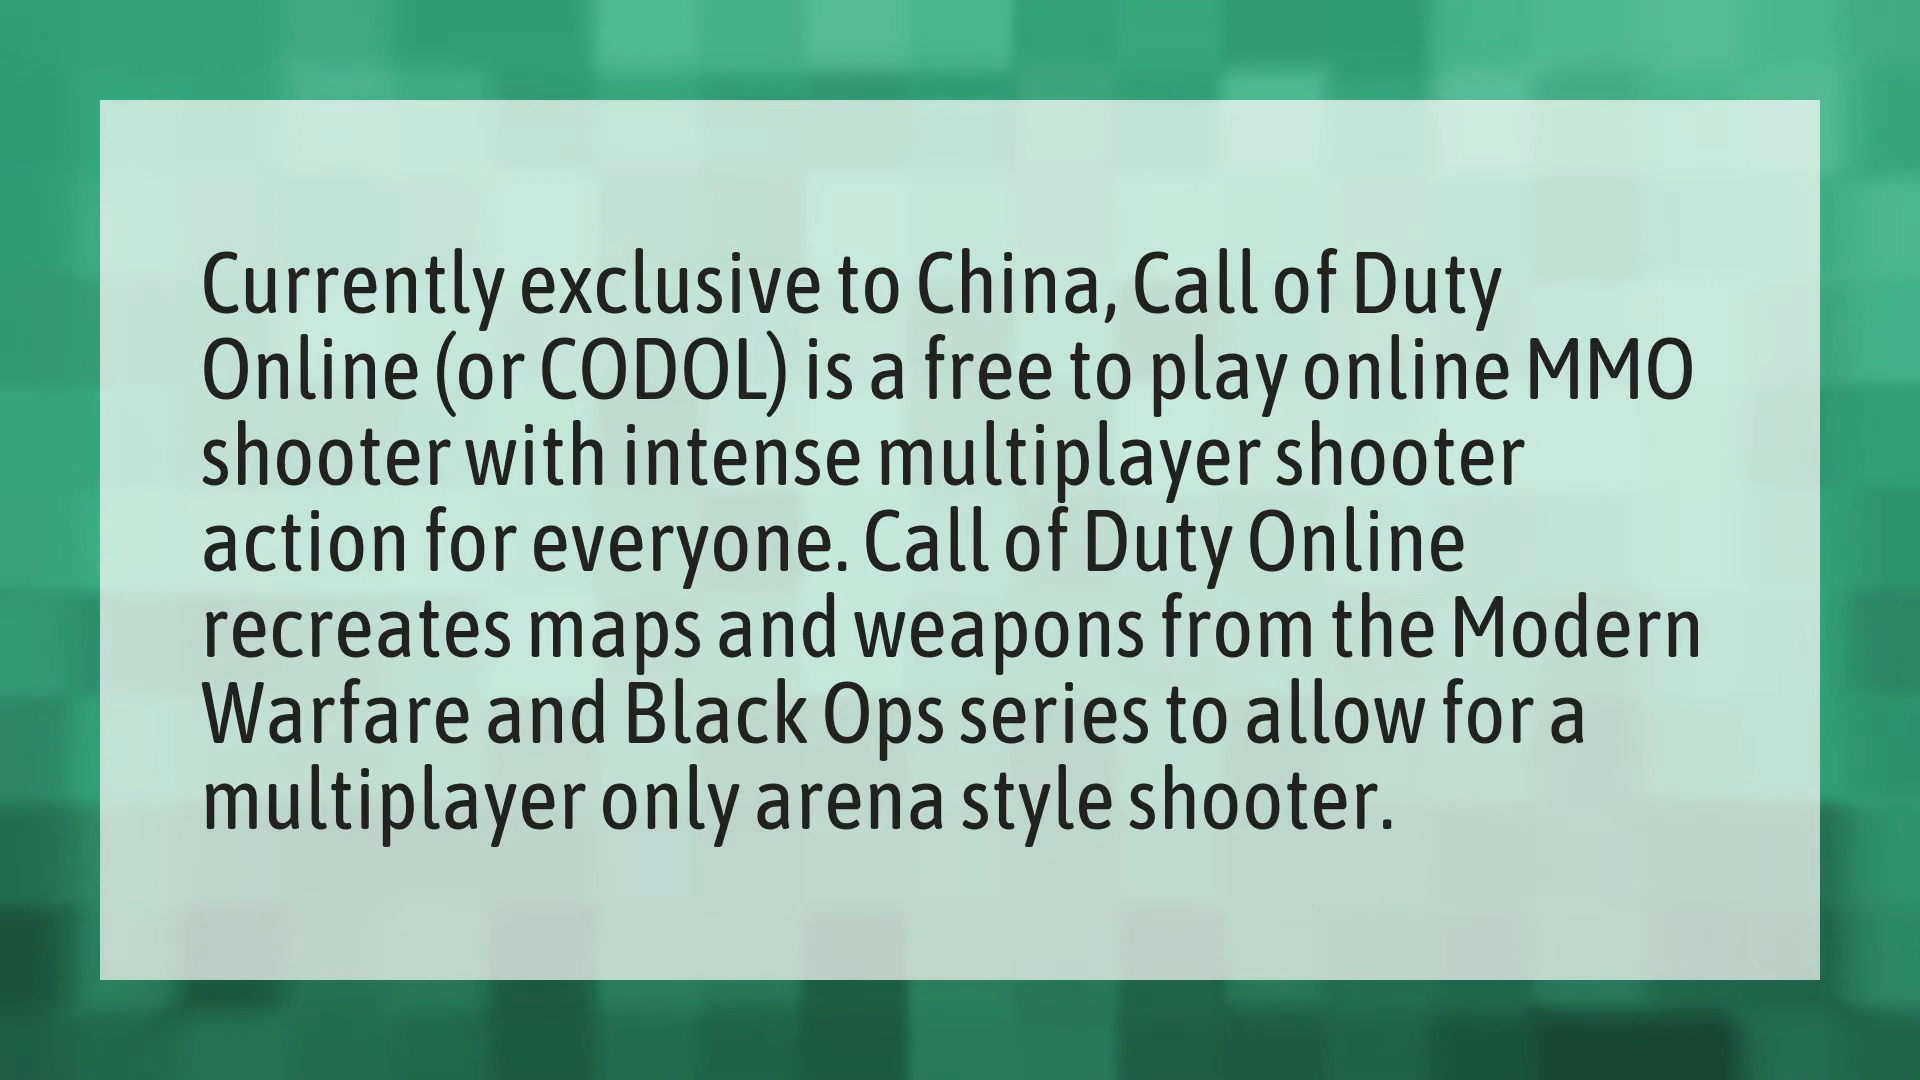 Currently exclusive to China, Call of Duty
Online (or CODOL) is a free to play online MMO
shooter with intense multiplayer shooter
action for everyone. Call of Duty Online
recreates maps and weapons from the Modern
Warfare and Black Ops series to allow for a
multiplayer only arena style shooter.